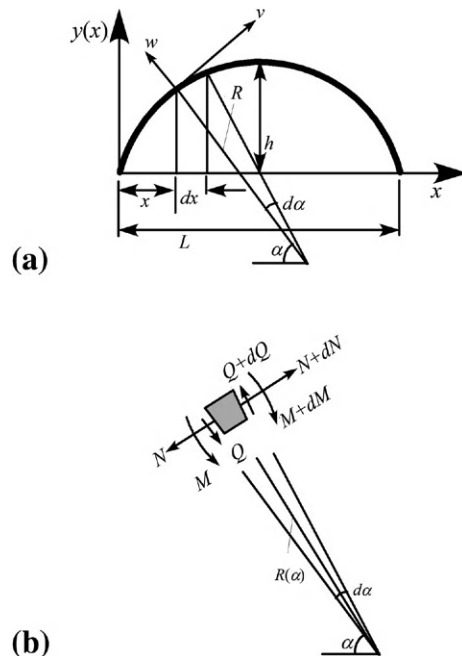 y(x)
w
v
R
h
x
dx
dα
x
L
α
(a)
Q+dQ
N+dN
M+dM
N
Q
M
R(α)
dα
α
(b)